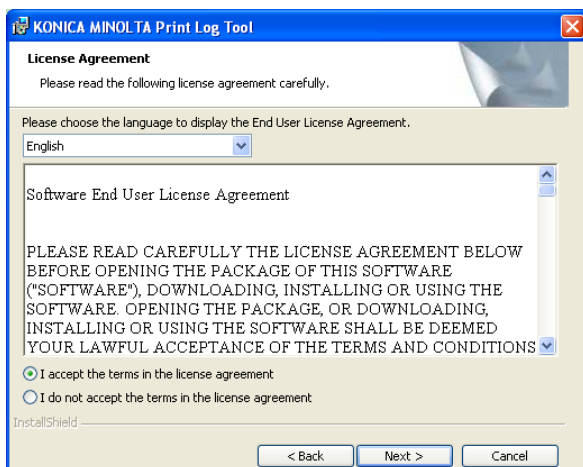 KONICA MINOLTA Print Log Tool
License Agreement
Please read the following license agreement carefully.
Please choose the language to display the End User License Agreement.
English
Software End User License Agreement
PLEASE READ CAREFULLY THE LICENSE AGREEMENT BELOW
BEFORE OPENING THE PACKAGE OF THIS SOFTWARE
("SOFTWARE"), DOWNLOADING, INSTALLING OR USING THE
SOFTWARE. OPENING THE PACKAGE, OR DOWNLOADING,
INSTALLING OR USING THE SOFTWARE SHALL BE DEEMED
YOUR LAWFUL ACCEPTANCE OF THE TERMS AND CONDITIONS
I accept the terms in the license agreement
I do not accept the terms in the license agreement
InstallShield
< Back Next > Cancel